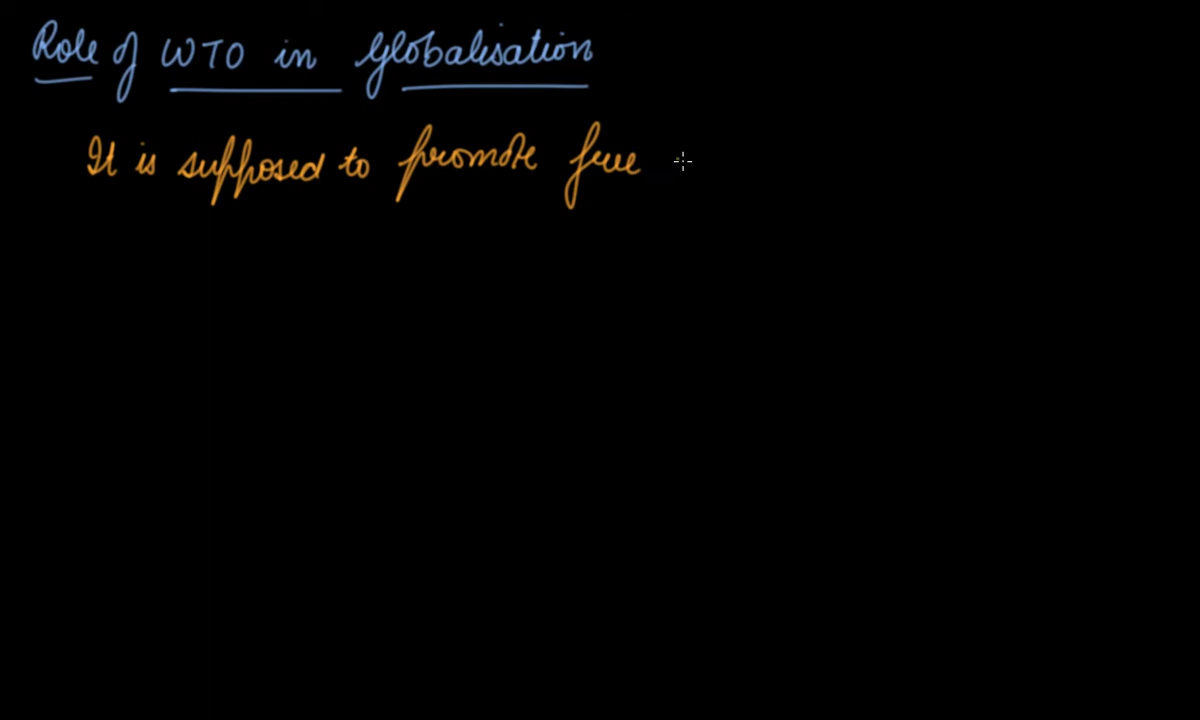 Role of WTO in Globalisation
It is supposed to promote free